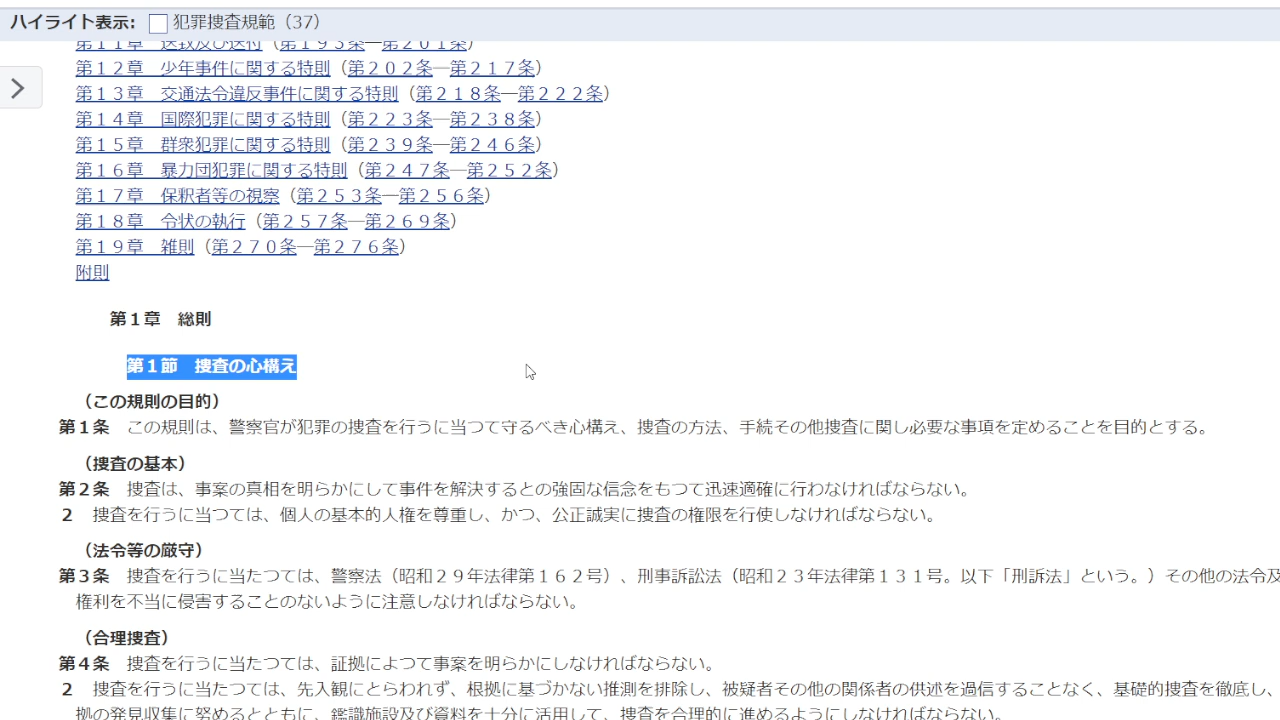 ハイライト表示: 犯罪捜査規範（37）
第１１章　送致及び送付（第１９３条―第２０１条）
第１２章　少年事件に関する特則（第２０２条―第２１７条）
第１３章　交通法令違反事件に関する特則（第２１８条―第２２２条）
第１４章　国際犯罪に関する特則（第２２３条―第２３８条）
第１５章　群衆犯罪に関する特則（第２３９条―第２４６条）
第１６章　暴力団犯罪に関する特則（第２４７条―第２５２条）
第１７章　保釈者等の視察（第２５３条―第２５６条）
第１８章　令状の執行（第２５７条―第２６９条）
第１９章　雑則（第２７０条―第２７６条）
附則
第１章　総則
第１節　捜査の心構え
（この規則の目的）
第１条　この規則は、警察官が犯罪の捜査を行うに当つて守るべき心構え、捜査の方法、手続その他捜査に関し必要な事項を定めることを目的とする。
（捜査の基本）
第２条　捜査は、事案の真相を明らかにして事件を解決するとの強固な信念をもつて迅速適確に行わなければならない。
２　捜査を行うに当つては、個人の基本的人権を尊重し、かつ、公正誠実に捜査の権限を行使しなければならない。
（法令等の厳守）
第３条　捜査を行うに当たつては、警察法（昭和２９年法律第１６２号）、刑事訴訟法（昭和２３年法律第１３１号。以下「刑訴法」という。）その他の法令及
権利を不当に侵害することのないように注意しなければならない。
（合理捜査）
第４条　捜査を行うに当たつては、証拠によつて事案を明らかにしなければならない。
２　捜査を行うに当たつては、先入観にとらわれず、根拠に基づかない推測を排除し、被疑者その他の関係者の供述を過信することなく、基礎的捜査を徹底し、
拠の発見収集に努めるとともに、鑑識施設及び資料を十分に活用して、捜査を合理的に進めるようにしなければならない。